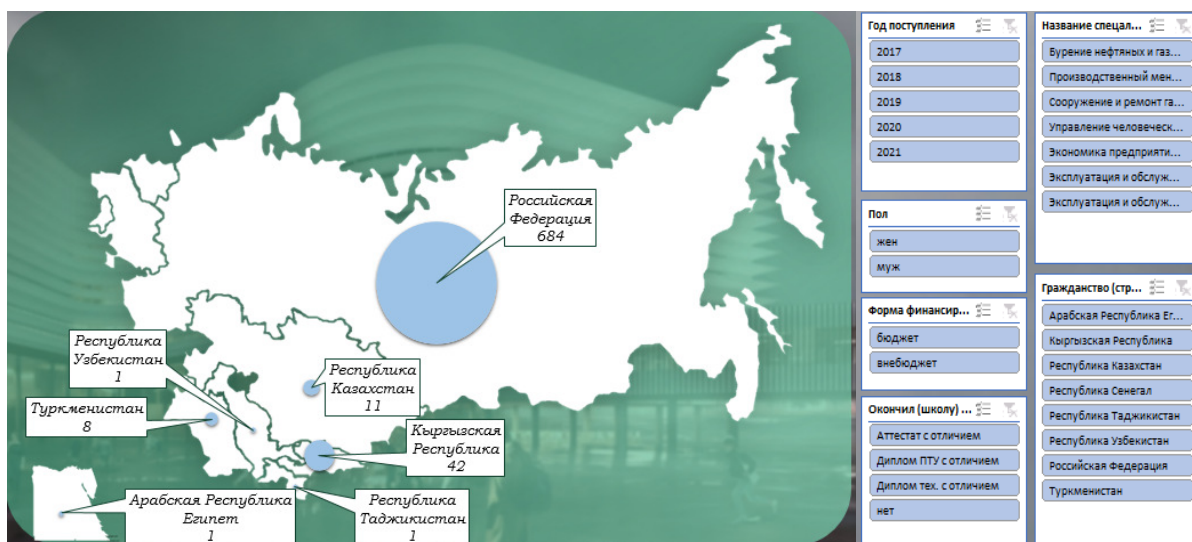 Российская
Федерация
684
Республика
Узбекистан
1
Республика
Казахстан
11
Туркменистан
8
Кыргызская
Республика
42
Арабская Республика
Египет
1
Республика
Таджикистан
1
Год поступления
2017
2018
2019
2020
2021
Пол
жен
муж
Форма финансир...
бюджет
внебюджет
Окончил (школу) ...
Аттестат с отличием
Диплом ПТУ с отличием
Диплом тех. с отличием
нет
Название спецал...
Бурение нефтяных и газ...
Производственный мен...
Сооружение и ремонт га...
Управление человеческ...
Экономика предприяти...
Эксплуатация и обслуж...
Эксплуатация и обслуж...
Гражданство (стр...
Арабская Республика Ег...
Кыргызская Республика
Республика Казахстан
Республика Сенегал
Республика Таджикистан
Республика Узбекистан
Российская Федерация
Туркменистан